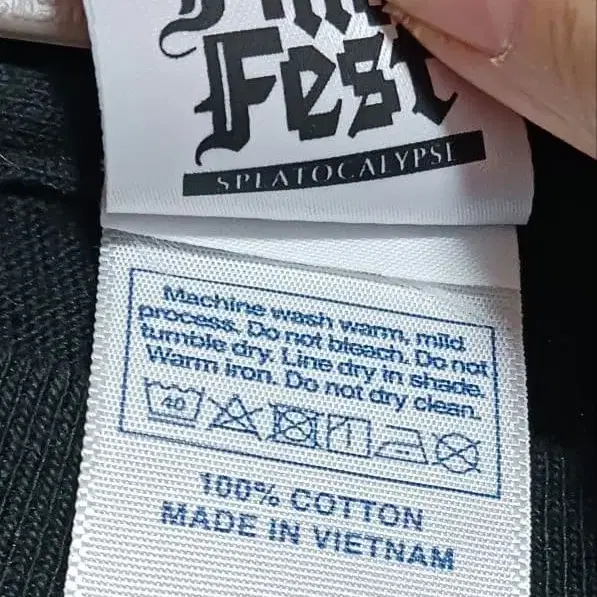 Fest
SPLATOCALYPSE
Machine wash warm, mild
process. Do not bleach. Do not
tumble dry. Line dry in shade.
Warm iron. Do not dry clean.
40
100% COTTON
MADE IN VIETNAM